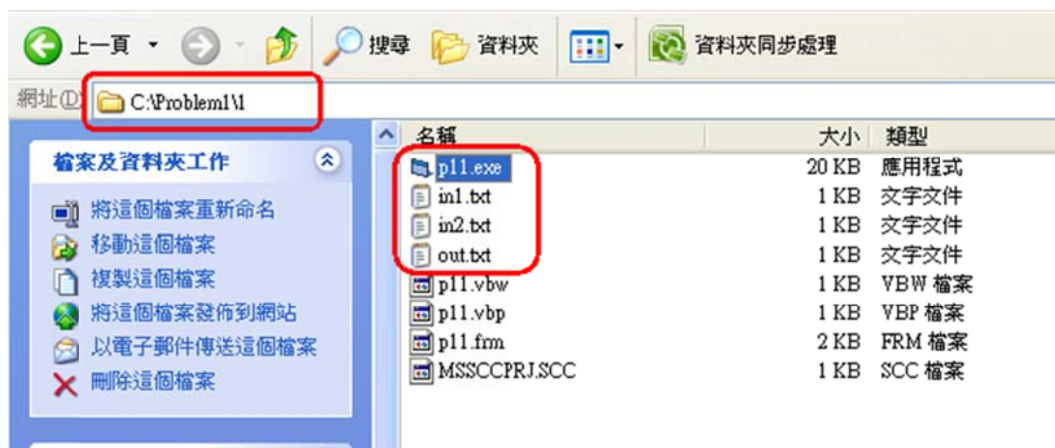 上一頁 搜尋 資料夾 資料夾同步處理
網址(D) C:\Problem1\1
檔案及資料夾工作
將這個檔案重新命名
移動這個檔案
複製這個檔案
將這個檔案發佈到網站
以電子郵件傳送這個檔案
刪除這個檔案
名稱 大小 類型
p11.exe 20 KB 應用程式
in1.txt 1 KB 文字文件
in2.txt 1 KB 文字文件
out.txt 1 KB 文字文件
p11.vbw 1 KB VBW 檔案
p11.vbp 1 KB VBP 檔案
p11.frm 2 KB FRM 檔案
MSSCCPRJ.SCC 1 KB SCC 檔案